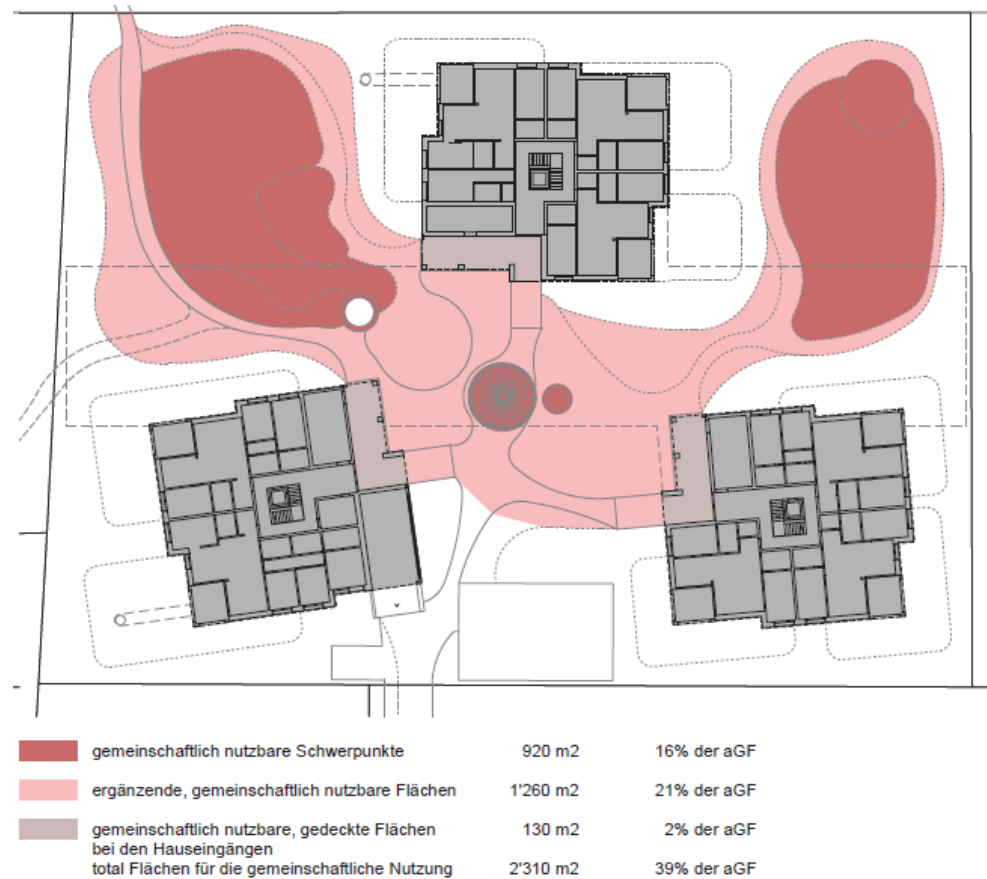 gemeinschaftlich nutzbare Schwerpunkte 920 m2 16% der aGF
ergänzende, gemeinschaftlich nutzbare Flächen 1'260 m2 21% der aGF
gemeinschaftlich nutzbare, gedeckte Flächen 130 m2 2% der aGF
bei den Hauseingängen
total Flächen für die gemeinschaftliche Nutzung 2'310 m2 39% der aGF